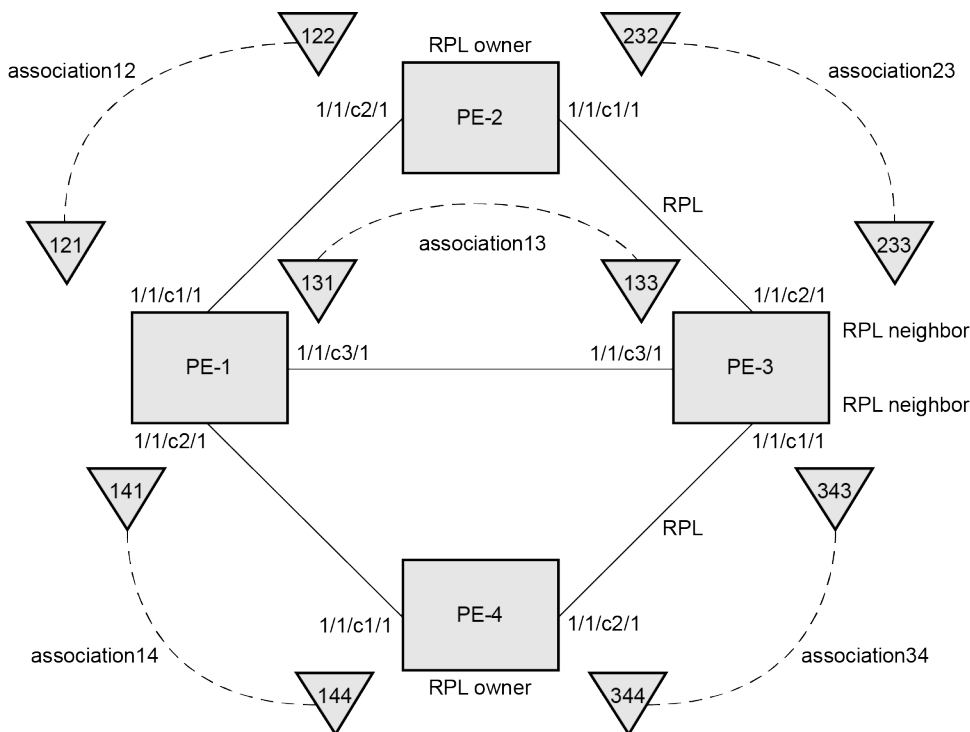 122
232
RPL owner
association12
association23
1/1/c2/1
PE-2
1/1/c1/1
RPL
121
association13
233
131
133
1/1/c1/1
1/1/c2/1
RPL neighbor
PE-1
1/1/c3/1
1/1/c3/1
PE-3
RPL neighbor
1/1/c2/1
1/1/c1/1
141
343
RPL
PE-4
1/1/c1/1
1/1/c2/1
association14
association34
RPL owner
144
344